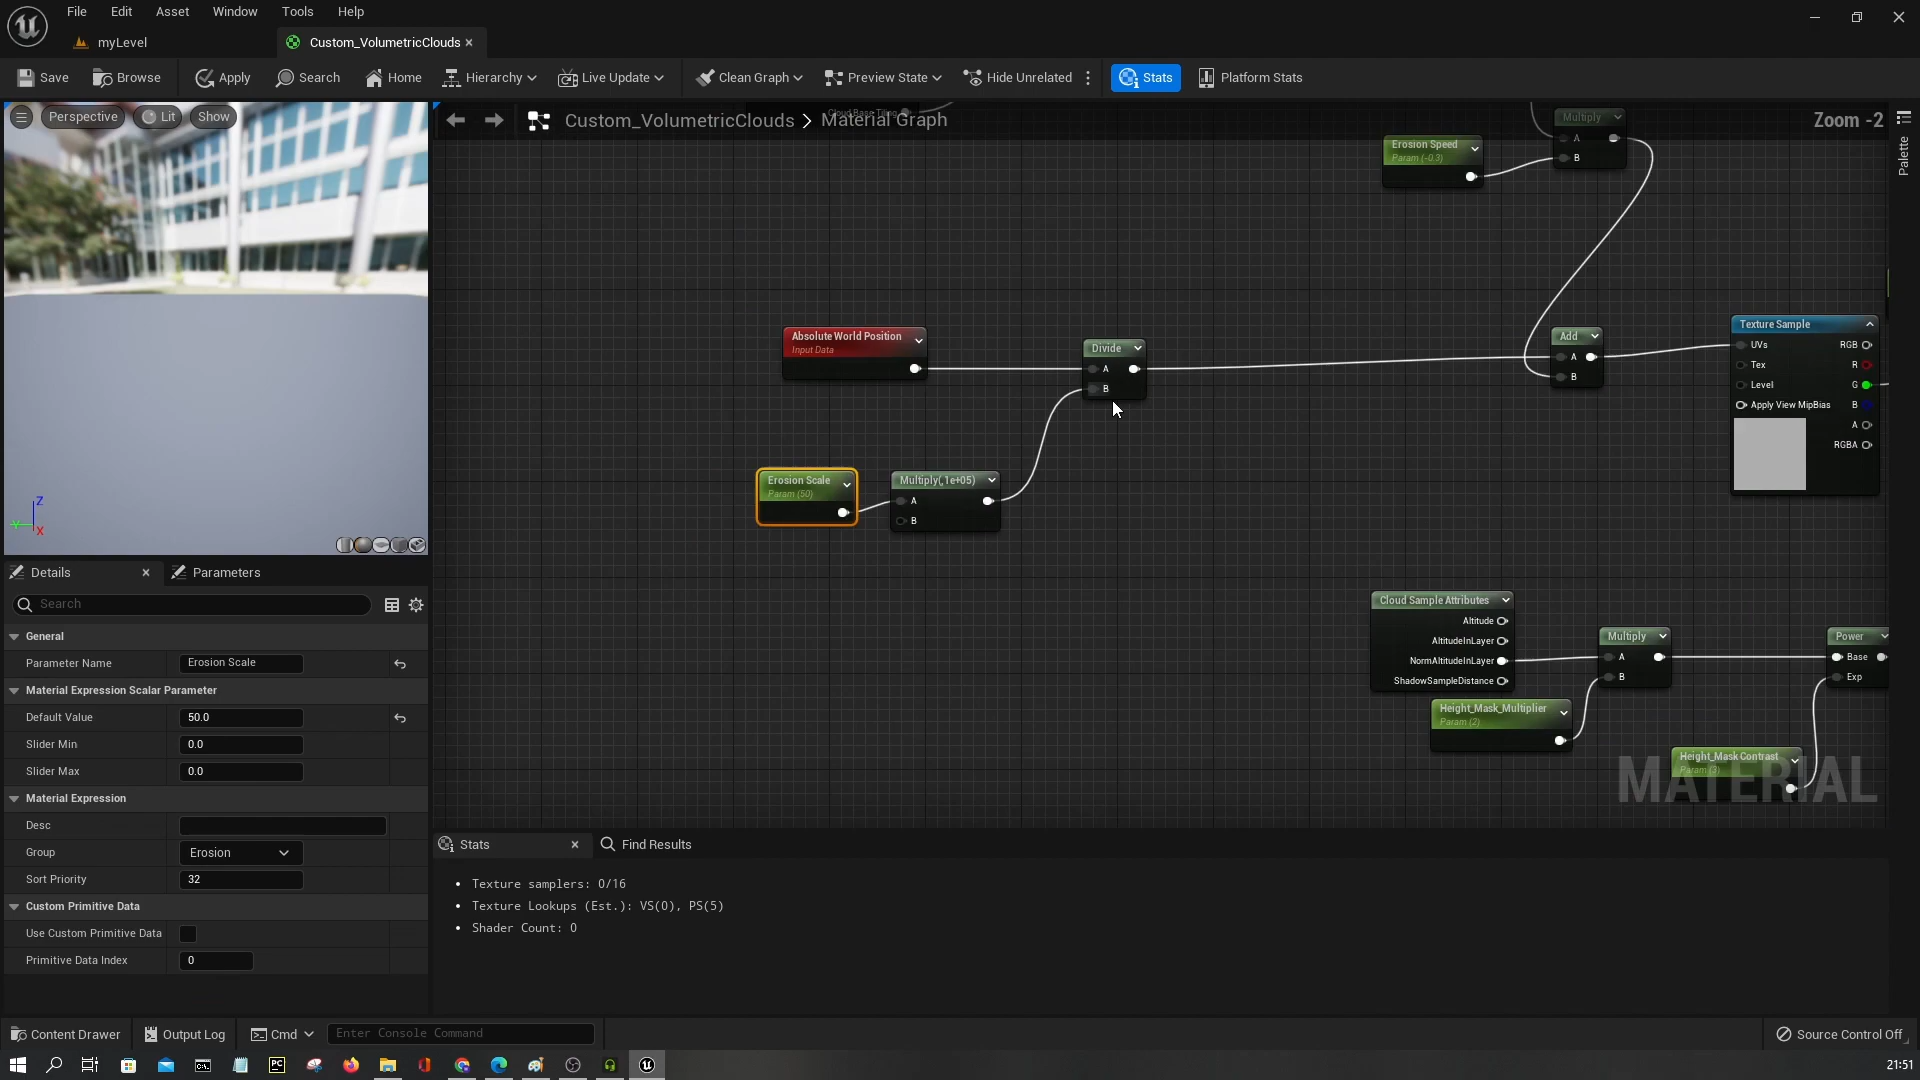 File Edit Asset Window Tools Help
myLevel
Custom_VolumetricClouds
Save Browse Apply Search Home Hierarchy Live Update Clean Graph Preview State Hide Unrelated Stats Platform Stats
Perspective Lit Show
Z
X
Details
Parameters
Search
General
Parameter Name Erosion Scale
Material Expression Scalar Parameter
Default Value 50.0
Slider Min 0.0
Slider Max 0.0
Material Expression
Desc
Group Erosion
Sort Priority 32
Custom Primitive Data
Use Custom Primitive Data
Primitive Data Index 0
Cloud Base Tiling
Custom_VolumetricClouds > Material Graph
Zoom -2
Palette
Multiply
A
B
Erosion Speed
Param (-0.3)
Absolute World Position
Input Data
Divide
A
B
Add
A
B
Texture Sample
UVs RGB
Tex R
Level G
Apply View MipBias B
A
RGBA
Erosion Scale
Param (50)
Multiply(,1e+05)
A
B
Cloud Sample Attributes
Altitude
AltitudeInLayer
NormAltitudeInLayer
ShadowSampleDistance
Multiply
A
B
Power
Base
Exp
Height_Mask_Multiplier
Param (2)
Height_Mask Contrast
Param (3)
MATERIAL
Stats
Find Results
Texture samplers: 0/16
Texture Lookups (Est.): VS(0), PS(5)
Shader Count: 0
Content Drawer Output Log Cmd Enter Console Command
Source Control Off
PC
21:51